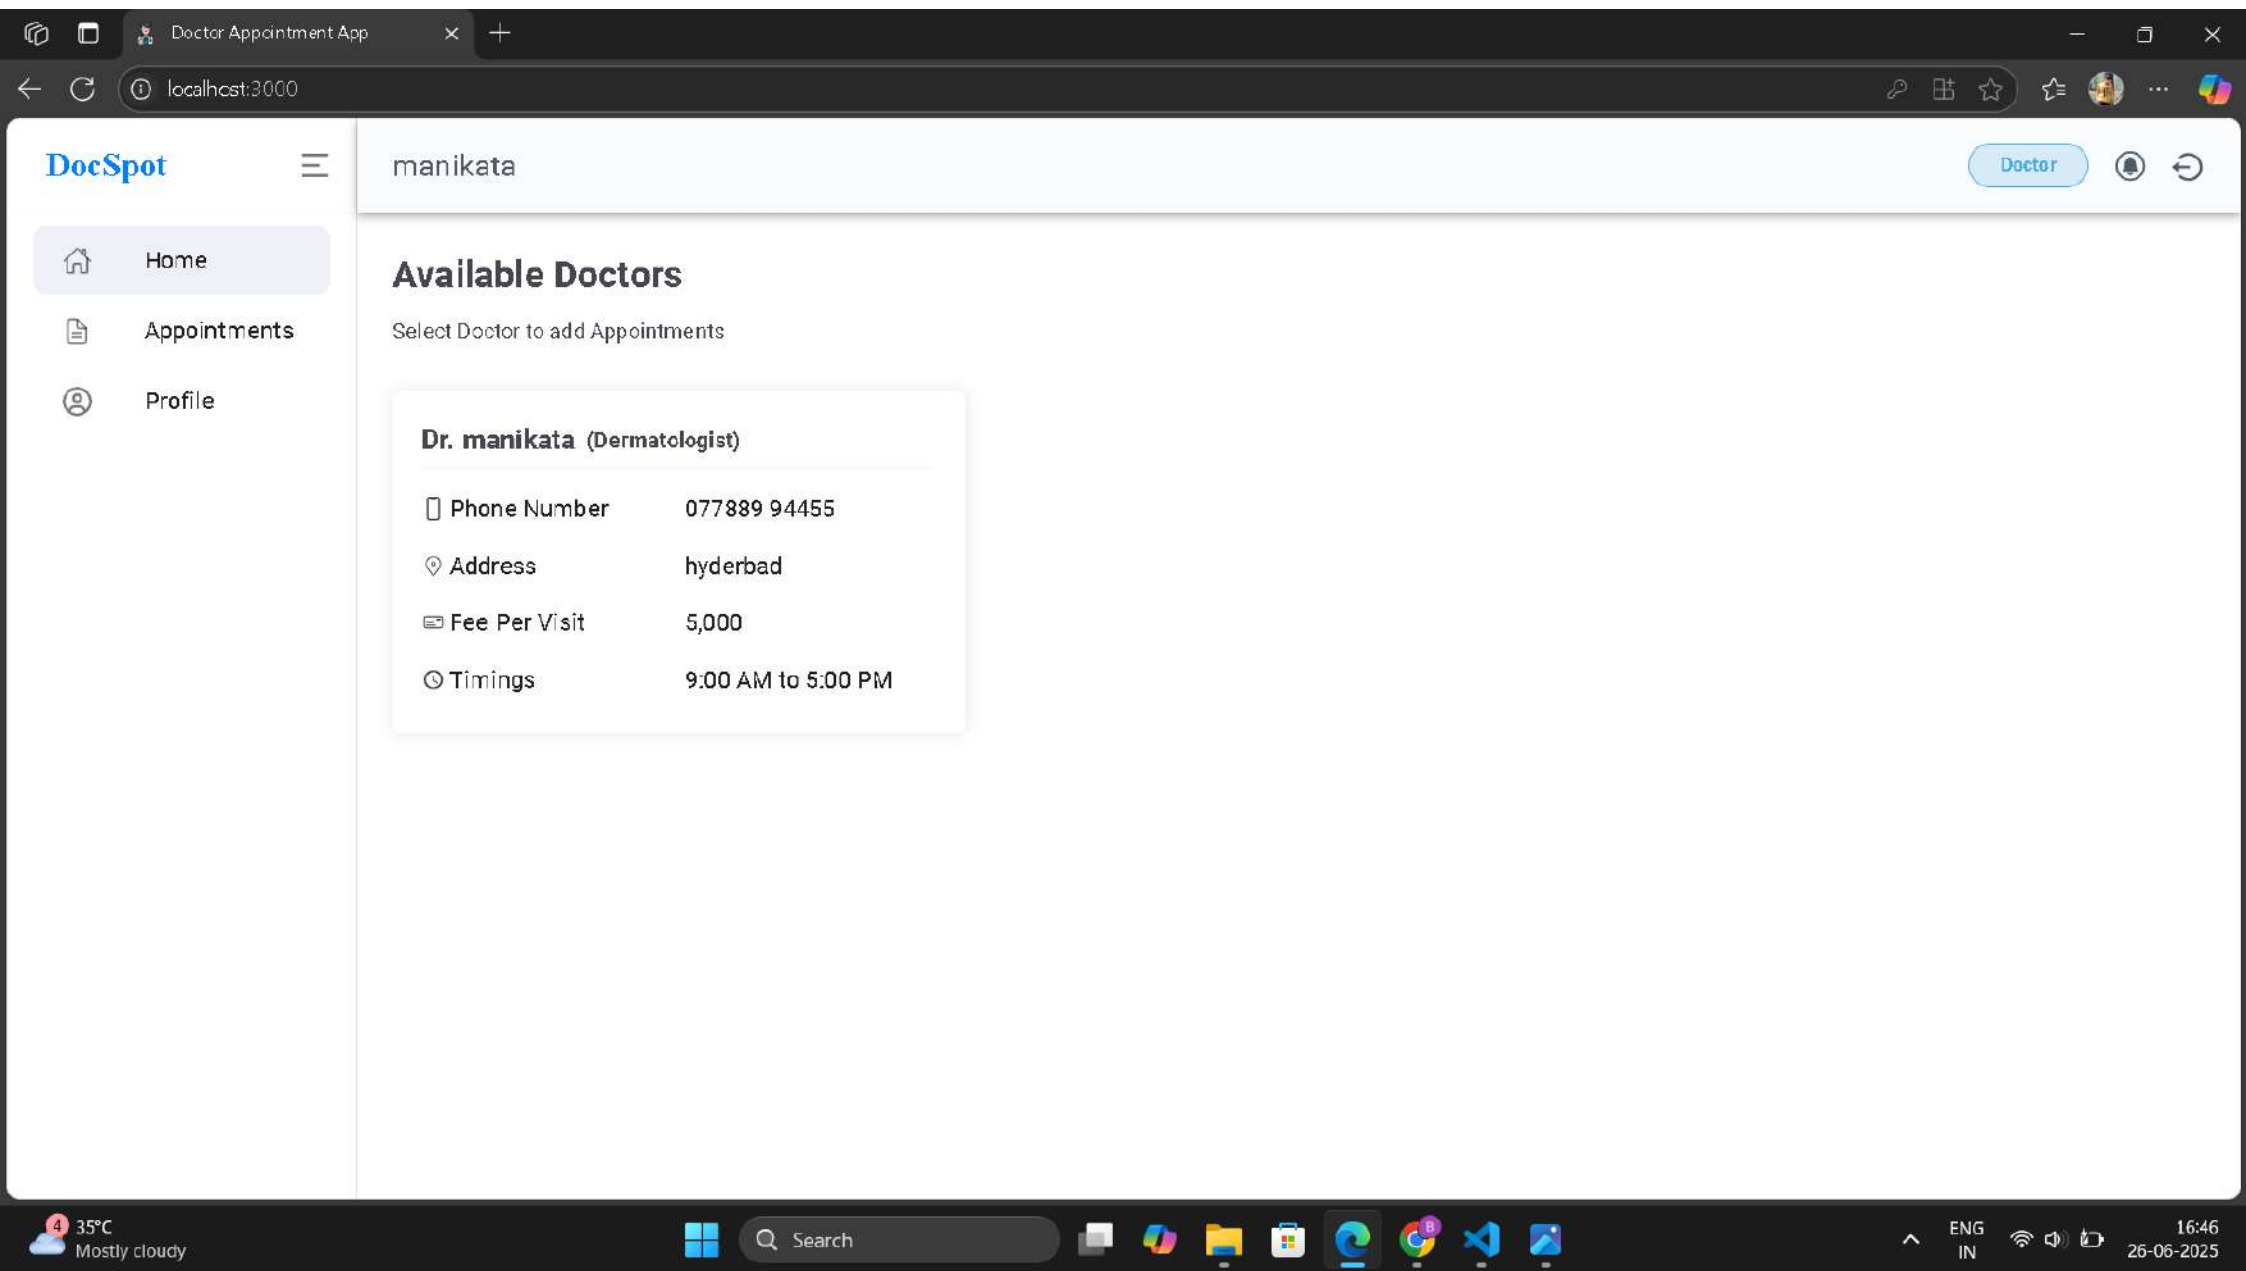 Doctor Appointment App
localhost:3000
DocSpot
manikata
Doctor
Home
Appointments
Profile
Available Doctors
Select Doctor to add Appointments
Dr. manikata (Dermatologist)
Phone Number 077889 94455
Address hyderbad
Fee Per Visit 5,000
Timings 9:00 AM to 5:00 PM
4
35°C
Mostly cloudy
Search
B
ENG
IN
16:46
26-06-2025